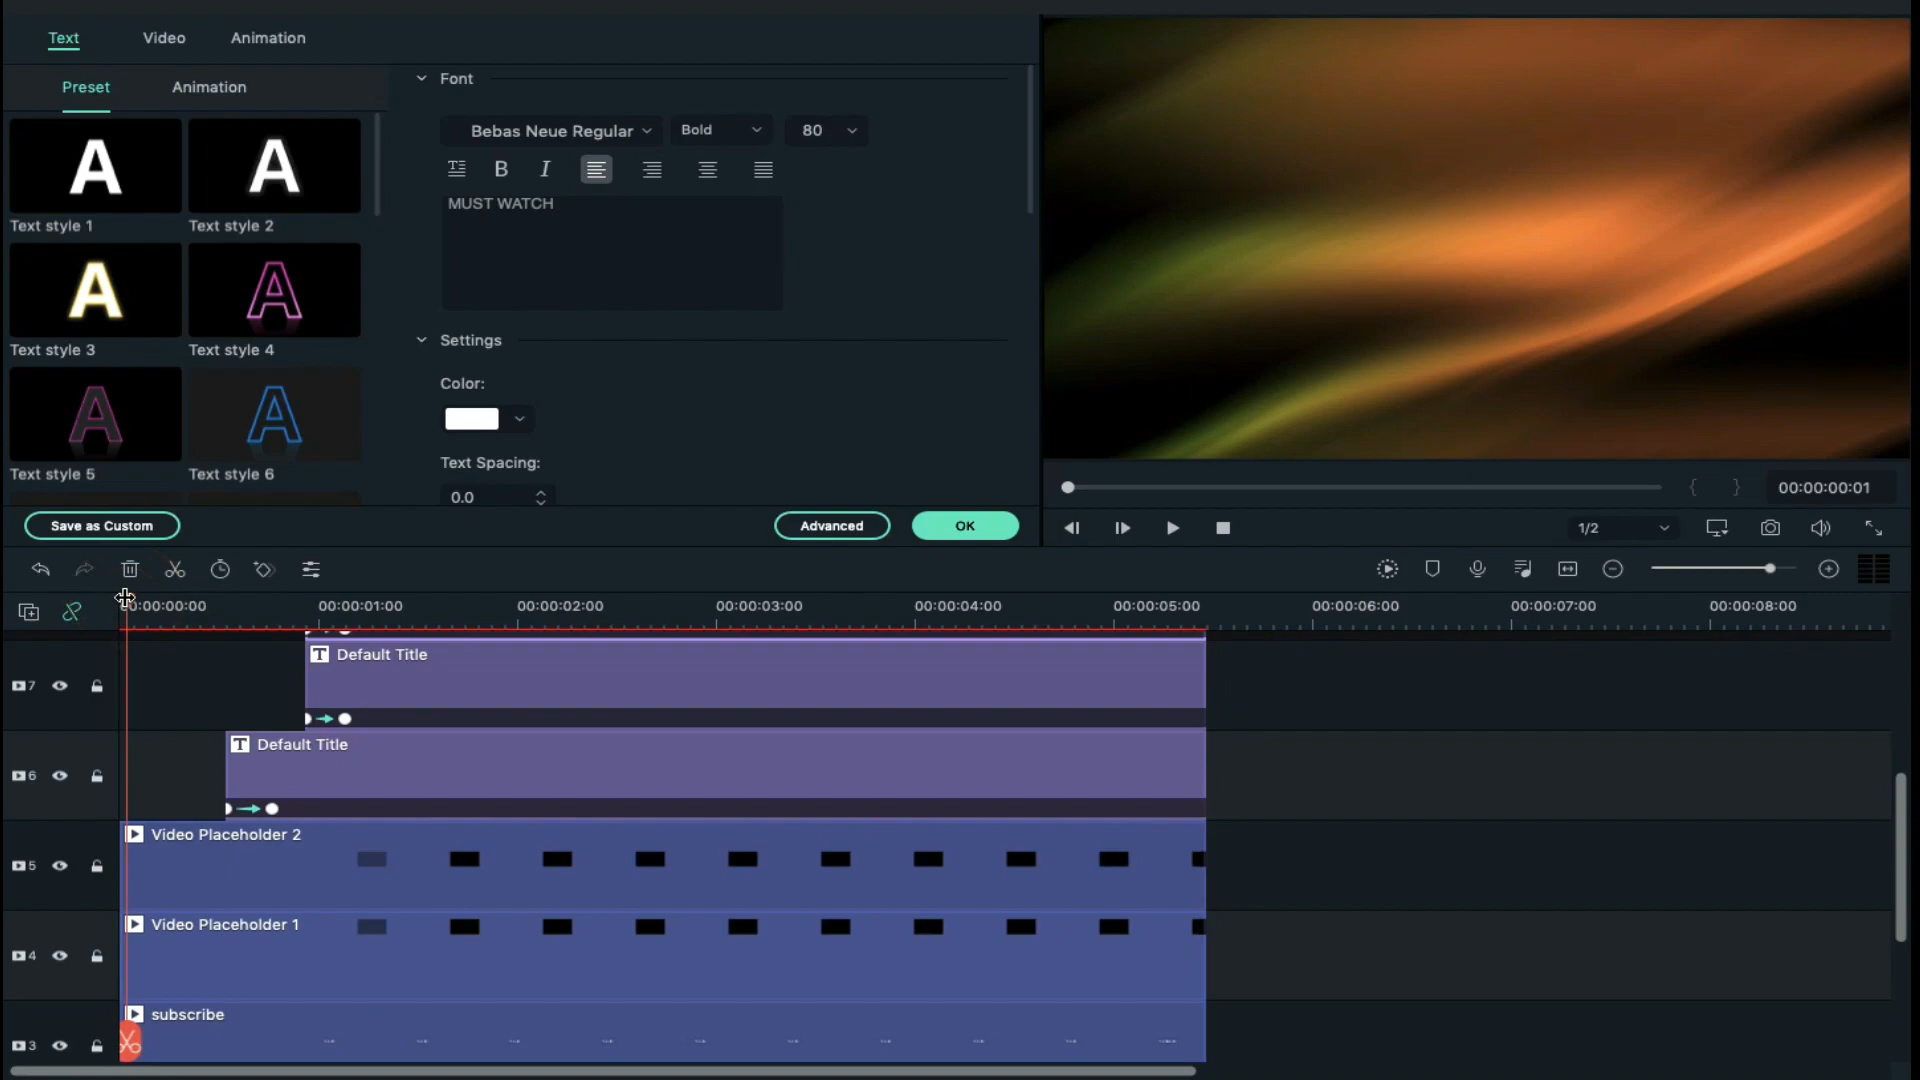 Text Video Animation
Preset Animation
Font
Bebas Neue Regular Bold 80
B I
MUST WATCH
A A
Text style 1 Text style 2
A A
Text style 3 Text style 4
A A
Text style 5 Text style 6
Settings
Color:
Text Spacing:
0.0
Save as Custom Advanced OK
{ } 00:00:00:01
1/2
00:00:00:00 00:00:01:00 00:00:02:00 00:00:03:00 00:00:04:00 00:00:05:00 00:00:06:00 00:00:07:00 00:00:08:00
7 T Default Title
6 T Default Title
5 Video Placeholder 2
4 Video Placeholder 1
3 subscribe